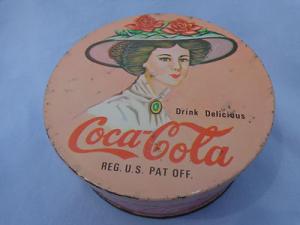 Drink Delicious
Coca-Cola
REG. U.S. PAT OFF.